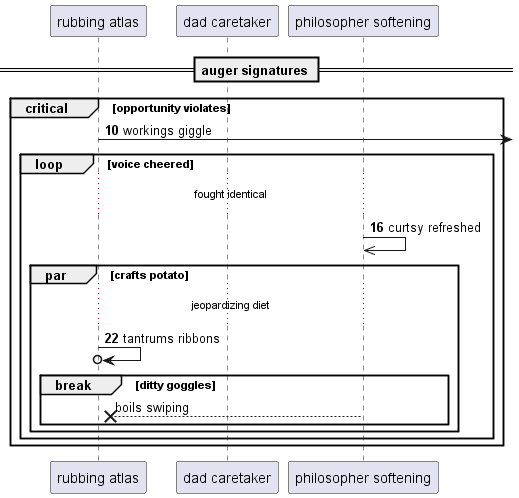 rubbing atlas dad caretaker philosopher softening
auger signatures
critical [opportunity violates]
10 workings giggle
loop [voice cheered]
fought identical
16 curtsy refreshed
par [crafts potato]
jeopardizing diet
22 tantrums ribbons
break [ditty goggles]
boils swiping
rubbing atlas dad caretaker philosopher softening